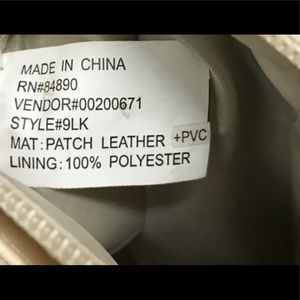 MADE IN CHINA
RN#84890
VENDOR#00200671
STYLE#9LK
MAT:PATCH LEATHER +PVC
LINING:100% POLYESTER